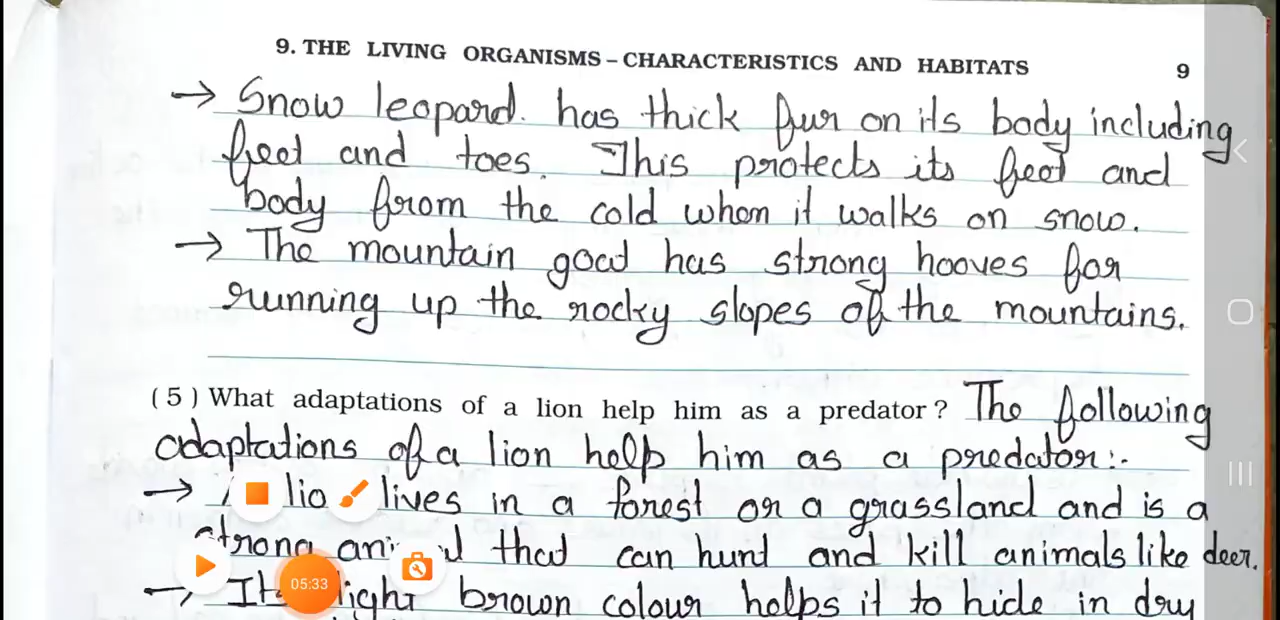 9. THE LIVING ORGANISMS – CHARACTERISTICS AND HABITATS 9
→ Snow leopard. has thick fur on its body including
feet and toes. This protects its feet and
body from the cold when it walks on snow.
→ The mountain goat has strong hooves for
running up the rocky slopes of the mountains.
(5) What adaptations of a lion help him as a predator? The following
adaptations of a lion help him as a predator:-
→ lives in a forest or a grassland and is a
that can hunt and kill animals like deer.
→ light brown colour helps it to hide in dry
05:33